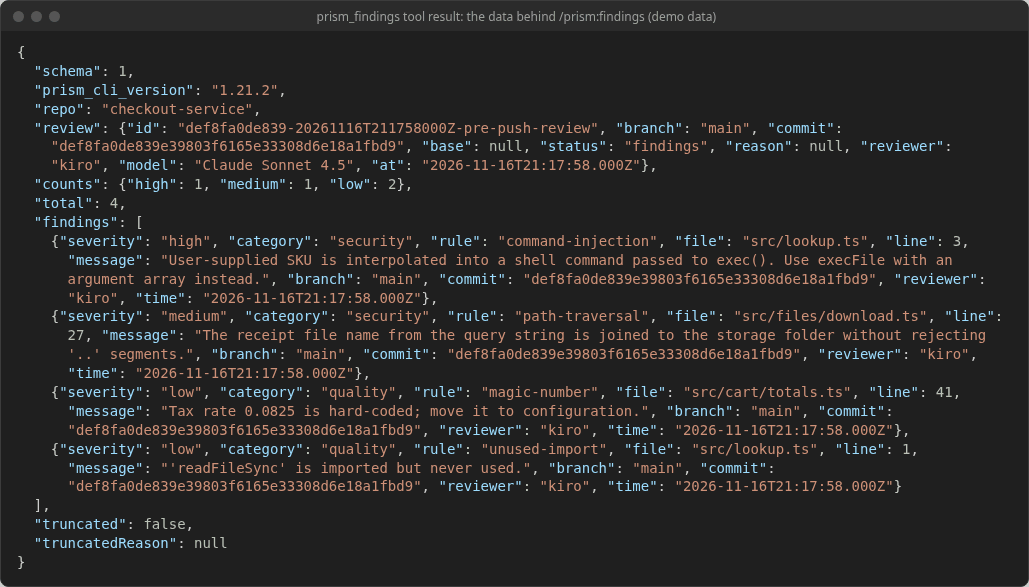 prism_findings tool result: the data behind /prism:findings (demo data)
{
  "schema": 1,
  "prism_cli_version": "1.21.2",
  "repo": "checkout-service",
  "review": {"id": "def8fa0de839-20261116T211758000Z-pre-push-review", "branch": "main", "commit":
    "def8fa0de839e39803f6165e33308d6e18a1fbd9", "base": null, "status": "findings", "reason": null, "reviewer":
    "kiro", "model": "Claude Sonnet 4.5", "at": "2026-11-16T21:17:58.000Z"},
  "counts": {"high": 1, "medium": 1, "low": 2},
  "total": 4,
  "findings": [
    {"severity": "high", "category": "security", "rule": "command-injection", "file": "src/lookup.ts", "line": 3,
      "message": "User-supplied SKU is interpolated into a shell command passed to exec(). Use execFile with an
      argument array instead.", "branch": "main", "commit": "def8fa0de839e39803f6165e33308d6e18a1fbd9", "reviewer":
      "kiro", "time": "2026-11-16T21:17:58.000Z"},
    {"severity": "medium", "category": "security", "rule": "path-traversal", "file": "src/files/download.ts", "line":
      27, "message": "The receipt file name from the query string is joined to the storage folder without rejecting
      '..' segments.", "branch": "main", "commit": "def8fa0de839e39803f6165e33308d6e18a1fbd9", "reviewer": "kiro",
      "time": "2026-11-16T21:17:58.000Z"},
    {"severity": "low", "category": "quality", "rule": "magic-number", "file": "src/cart/totals.ts", "line": 41,
      "message": "Tax rate 0.0825 is hard-coded; move it to configuration.", "branch": "main", "commit":
      "def8fa0de839e39803f6165e33308d6e18a1fbd9", "reviewer": "kiro", "time": "2026-11-16T21:17:58.000Z"},
    {"severity": "low", "category": "quality", "rule": "unused-import", "file": "src/lookup.ts", "line": 1,
      "message": "'readFileSync' is imported but never used.", "branch": "main", "commit":
      "def8fa0de839e39803f6165e33308d6e18a1fbd9", "reviewer": "kiro", "time": "2026-11-16T21:17:58.000Z"}
  ],
  "truncated": false,
  "truncatedReason": null
}